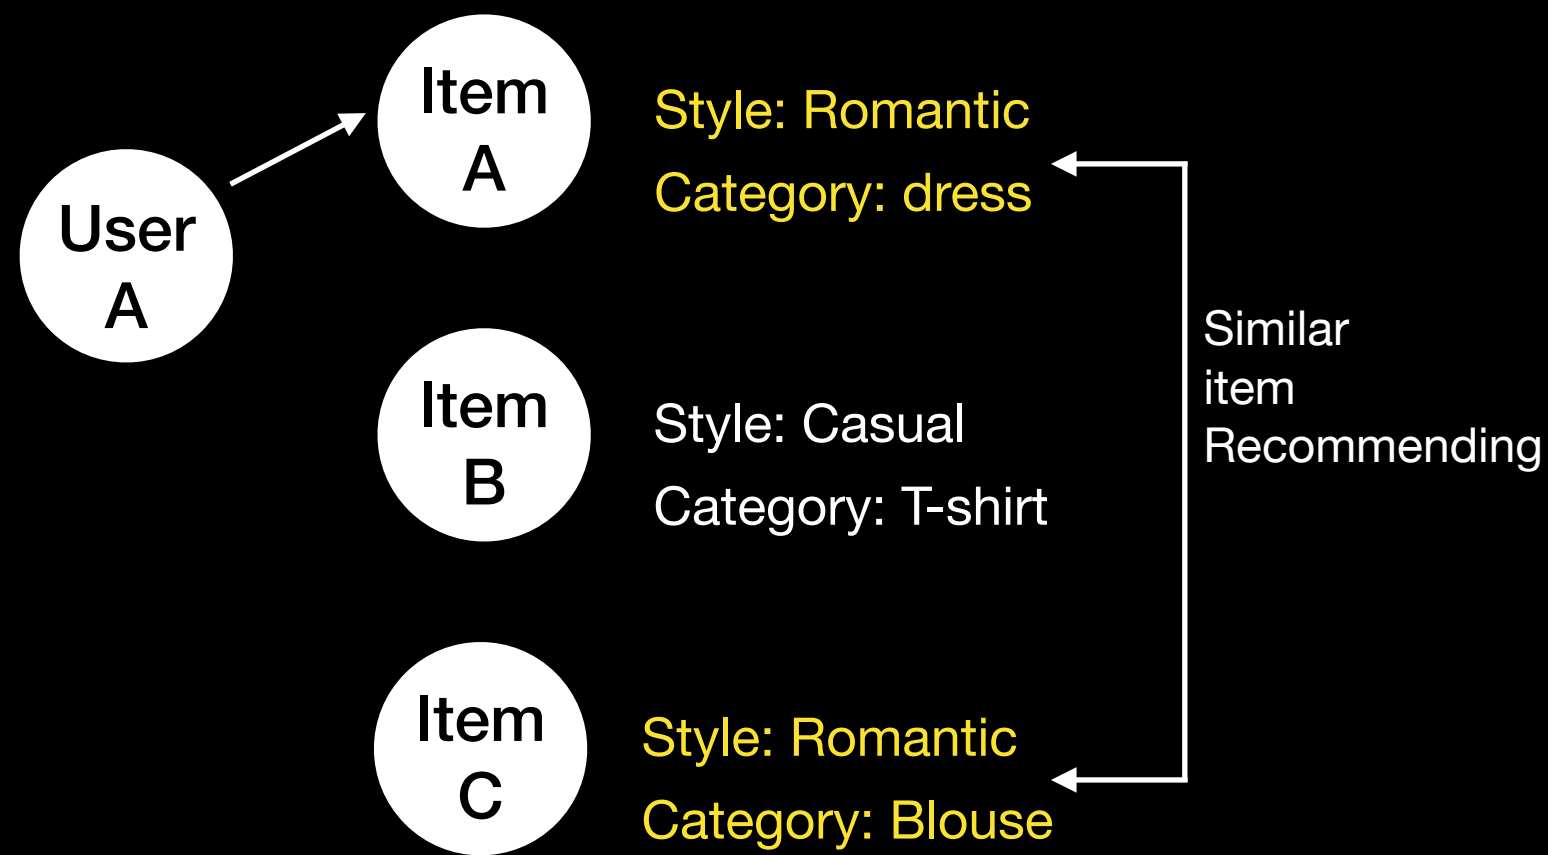 User
A
Item
A
Style: Romantic
Category: dress
Item
B
Style: Casual
Category: T-shirt
Item
C
Style: Romantic
Category: Blouse
Similar
item
Recommending